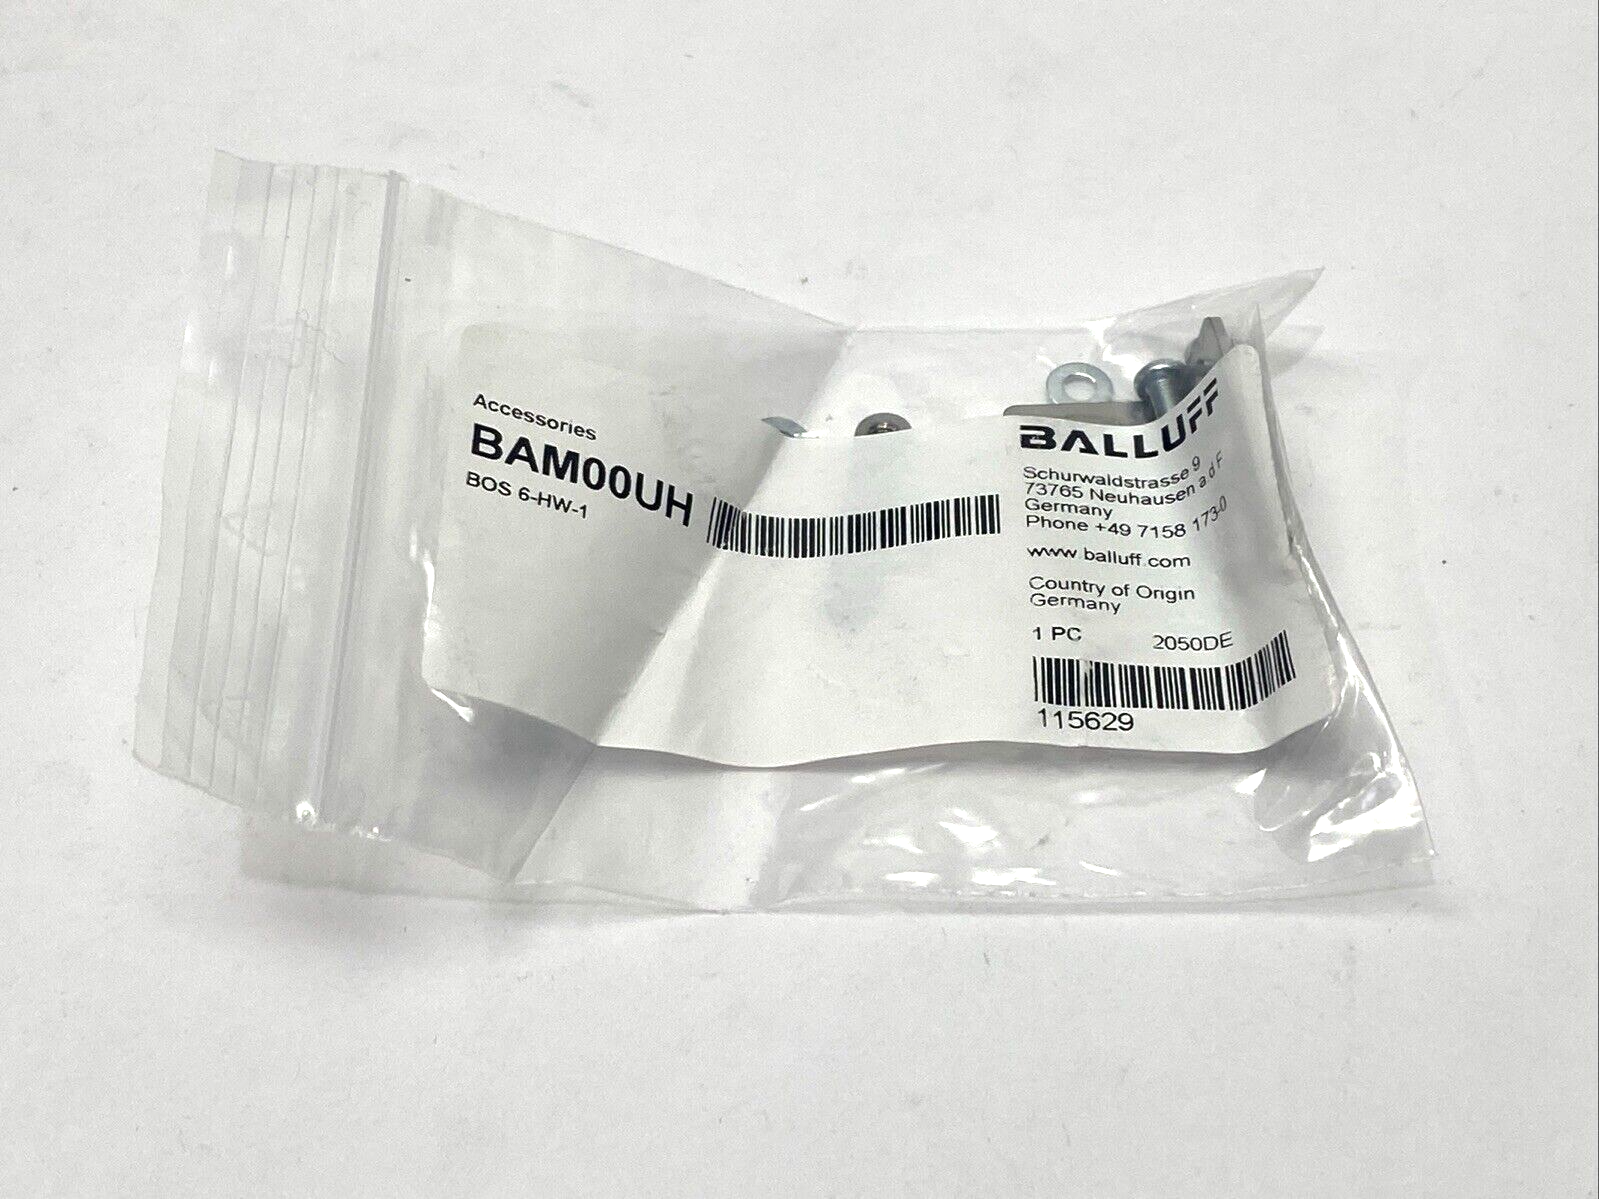 Accessories
BAM00UH
BOS 6-HW-1
BALLUFF
Schurwaldstrasse 9
73765 Neuhausen a d F
Germany
Phone +49 7158 173-0
www.balluff.com
Country of Origin
Germany
1 PC 2050DE
115629